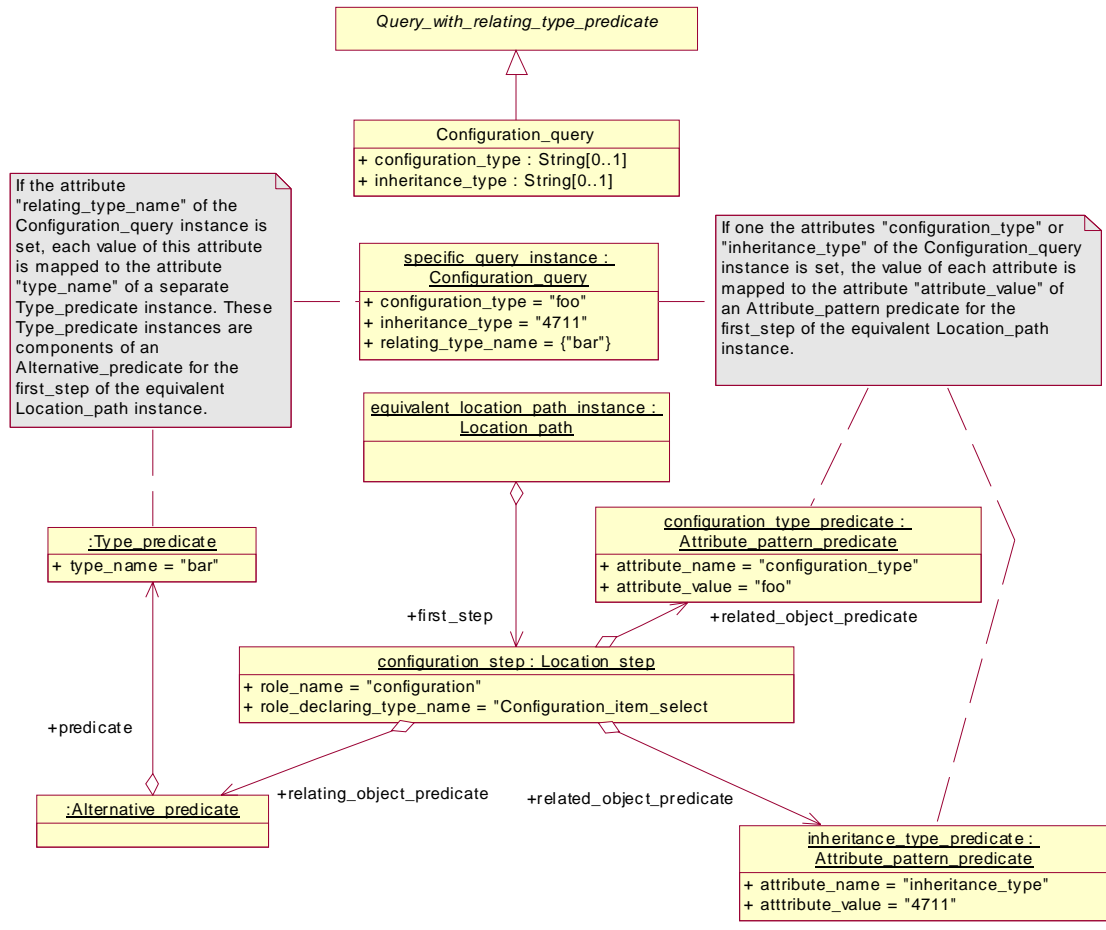 Query_with_relating_type_predicate
Configuration_query
+ configuration_type : String[0..1]
+ inheritance_type : String[0..1]
If the attribute
"relating_type_name" of the
Configuration_query instance is
set, each value of this attribute
is mapped to the attribute
"type_name" of a separate
Type_predicate instance. These
Type_predicate instances are
components of an
Alternative_predicate for the
first_step of the equivalent
Location_path instance.
specific_query_instance :
Configuration_query
+ configuration_type = "foo"
+ inheritance_type = "4711"
+ relating_type_name = {"bar"}
If one the attributes "configuration_type" or
"inheritance_type" of the Configuration_query
instance is set, the value of each attribute is
mapped to the attribute "attribute_value" of
an Attribute_pattern predicate for the
first_step of the equivalent Location_path
instance.
equivalent_location_path_instance :
Location_path
:Type_predicate
+ type_name = "bar"
configuration_type_predicate :
Attribute_pattern_predicate
+ attribute_name = "configuration_type"
+ attribute_value = "foo"
+first_step
+related_object_predicate
configuration_step : Location_step
+ role_name = "configuration"
+ role_declaring_type_name = "Configuration_item_select
+predicate
+relating_object_predicate
+related_object_predicate
:Alternative_predicate
inheritance_type_predicate :
Attribute_pattern_predicate
+ attribute_name = "inheritance_type"
+ atttribute_value = "4711"